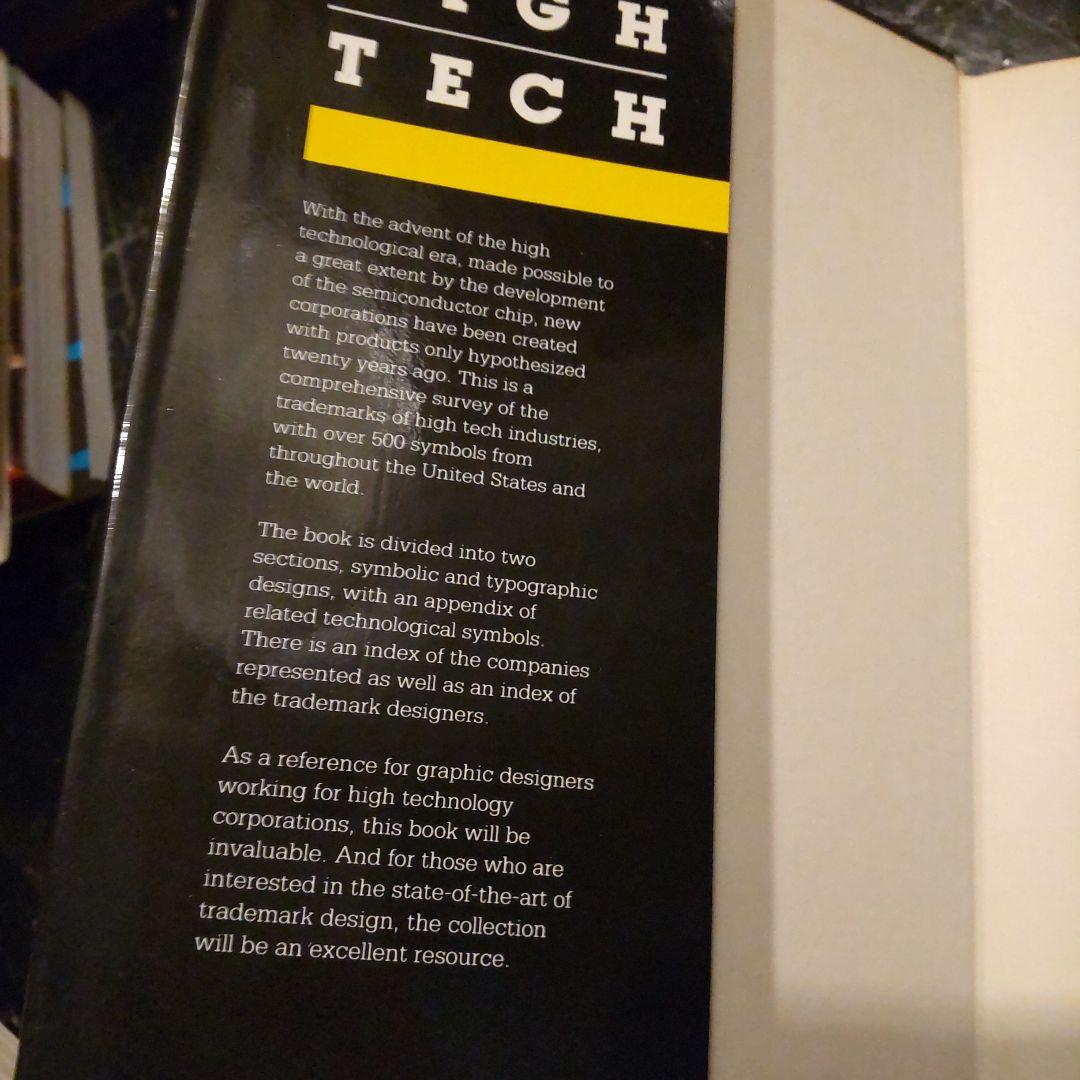 TECH
With the advent of the high
technological era, made possible to
a great extent by the development
of the semiconductor chip, new
corporations have been created
with products only hypothesized
twenty years ago. This is a
comprehensive survey of the
trademarks of high tech industries,
with over 500 symbols from
throughout the United States and
the world.
The book is divided into two
sections, symbolic and typographic
designs, with an appendix of
related technological symbols.
There is an index of the companies
represented as well as an index of
the trademark designers.
As a reference for graphic designers
working for high technology
corporations, this book will be
invaluable. And for those who are
interested in the state-of-the-art of
trademark design, the collection
will be an excellent resource.